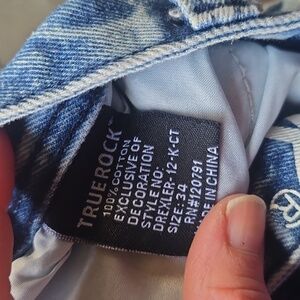 TRUEROCK
100% COTTON
EXCLUSIVE OF
DECORATION
STYLE NO:
DREXLER-12-K-CT
SIZE: 34
RN#120791
MADE IN CHINA
R